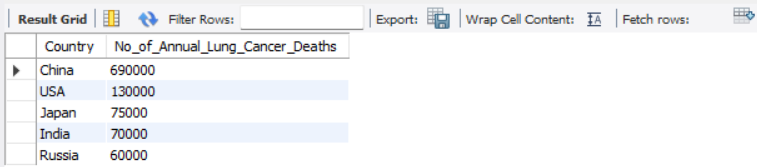 Result Grid Filter Rows: Export: Wrap Cell Content: IA Fetch rows:
Country No_of_Annual_Lung_Cancer_Deaths
China 690000
USA 130000
Japan 75000
India 70000
Russia 60000